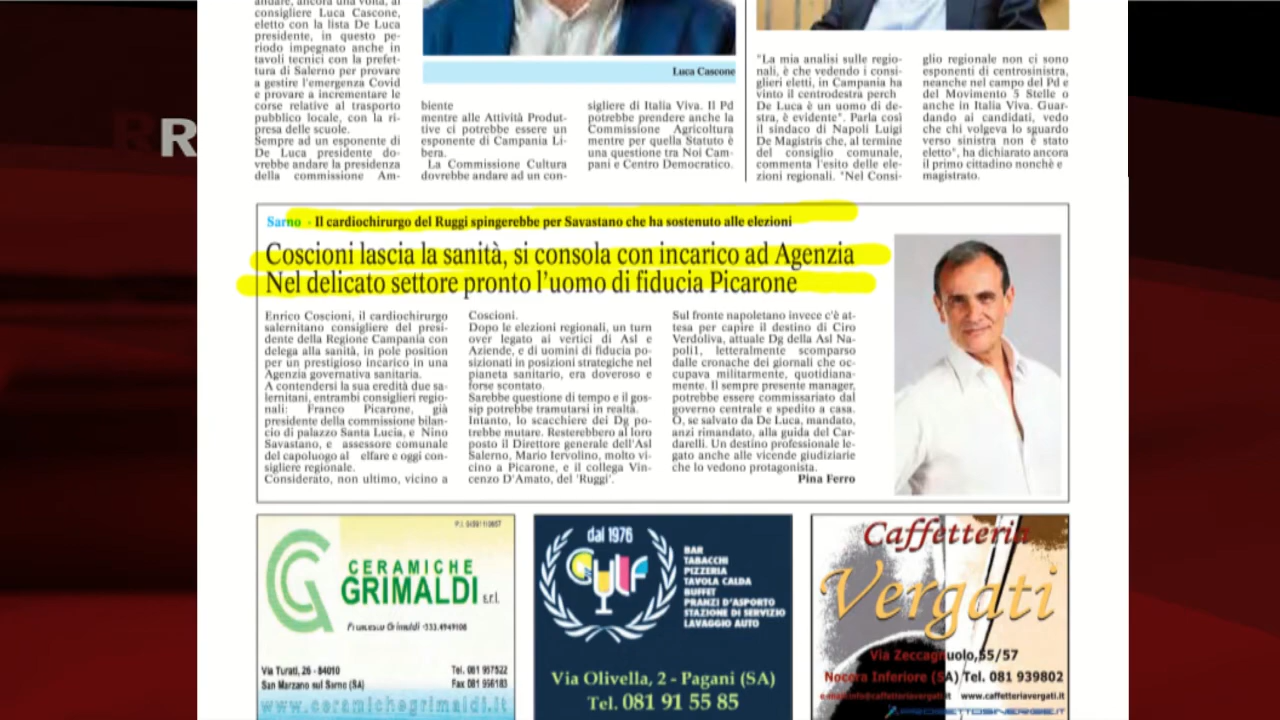 consigliere Luca Cascone,
eletto con la lista De Luca
presidente, in questo pe-
riodo impegnato anche in
tavoli tecnici con la prefet-
tura di Salerno per provare
a gestire l'emergenza Covid
e provare a incrementare le
corse relative al trasporto
pubblico locale, con la ri-
presa delle scuole.
Sempre ad un esponente di
De Luca presidente do-
vrebbe andare la presidenza
della commissione Am-
Luca Cascone
biente
mentre alle Attività Produt-
tive ci potrebbe essere un
esponente di Campania Li-
bera.
La Commissione Cultura
dovrebbe andare ad un con-
sigliere di Italia Viva. Il Pd
potrebbe prendere anche la
Commissione Agricoltura
mentre per quella Statuto è
una questione tra Noi Cam-
pani e Centro Democratico.
"La mia analisi sulle regio-
nali, è che vedendo i consi-
glieri eletti, in Campania ha
vinto il centrodestra perch
De Luca è un uomo di de-
stra, è evidente". Parla così
il sindaco di Napoli Luigi
De Magistris che, al termine
del consiglio comunale,
commenta l'esito delle ele-
zioni regionali. "Nel Consi-
glio regionale non ci sono
esponenti di centrosinistra,
neanche nel campo del Pd e
del Movimento 5 Stelle o
anche in Italia Viva. Guar-
dando ai candidati, vedo
che chi volgeva lo sguardo
verso sinistra non è stato
eletto", ha dichiarato ancora
il primo cittadino nonchè e
magistrato.
RR
Sarno - Il cardiochirurgo del Ruggi spingerebbe per Savastano che ha sostenuto alle elezioni
Coscioni lascia la sanità, si consola con incarico ad Agenzia
Nel delicato settore pronto l'uomo di fiducia Picarone
Enrico Coscioni, il cardiochirurgo
salernitano consigliere del presi-
dente della Regione Campania con
delega alla sanità, in pole position
per un prestigioso incarico in una
Agenzia governativa sanitaria.
A contendersi la sua eredità due sa-
lernitani, entrambi consiglieri regio-
nali: Franco Picarone, già
presidente della commissione bilan-
cio di palazzo Santa Lucia, e Nino
Savastano, e assessore comunale
del capoluogo al elfare e oggi con-
sigliere regionale.
Considerato, non ultimo, vicino a
Coscioni.
Dopo le elezioni regionali, un turn
over legato ai vertici di Asl e
Aziende, e di uomini di fiducia po-
sizionati in posizioni strategiche nel
pianeta sanitario, era doveroso e
forse scontato.
Sarebbe questione di tempo e il gos-
sip potrebbe tramutarsi in realtà.
Intanto, lo scacchiere dei Dg po-
trebbe mutare. Resterebbero al loro
posto il Direttore generale dell'Asl
Salerno, Mario Iervolino, molto vi-
cino a Picarone, e il collega Vin-
cenzo D'Amato, del 'Ruggi'.
Sul fronte napoletano invece c'è at-
tesa per capire il destino di Ciro
Verdoliva, attuale Dg della Asl Na-
poli1, letteralmente scomparso
dalle cronache dei giornali che oc-
cupava militarmente, quotidiana-
mente. Il sempre presente manager,
potrebbe essere commissariato dal
governo centrale e spedito a casa.
O, se salvato da De Luca, mandato,
anzi rimandato, alla guida del Car-
darelli. Un destino professionale le-
gato anche alle vicende giudiziarie
che lo vedono protagonista.
Pina Ferro
CERAMICHE
GRIMALDI s.r.l.
Francesco Grimaldi -333.4949108
Via Turati, 26 - 84010
San Marzano sul Sarno (SA)
Tel. 081 957522
Fax 081 956183
www.ceramichegrimaldi.it
dal 1976
Gulf
BAR
TABACCHI
PIZZERIA
TAVOLA CALDA
BUFFET
PRANZI D'ASPORTO
STAZIONE DI SERVIZIO
LAVAGGIO AUTO
Via Olivella, 2 - Pagani (SA)
Tel. 081 91 55 85
Caffetteria
Vergati
Via Zeccagnuolo,55/57
Nocera Inferiore (SA) Tel. 081 939802
e-mail:info@caffetteriavergati.it www.caffetteriavergati.it
PROGETTOSINERGIE.IT